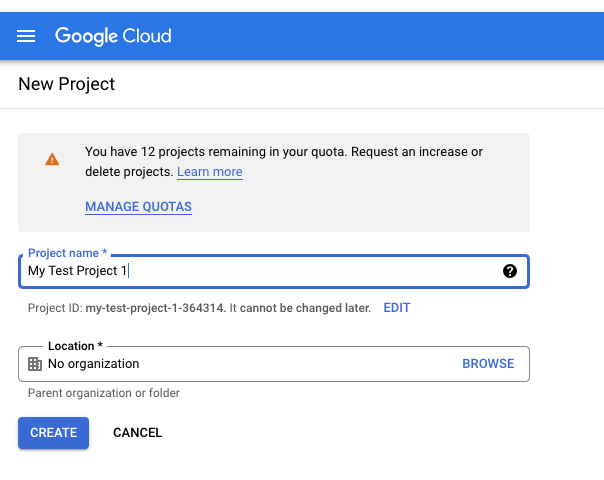 Google Cloud
New Project
You have 12 projects remaining in your quota. Request an increase or
delete projects. Learn more
MANAGE QUOTAS
Project name *
My Test Project 1
Project ID: my-test-project-1-364314. It cannot be changed later. EDIT
Location *
No organization BROWSE
Parent organization or folder
CREATE CANCEL